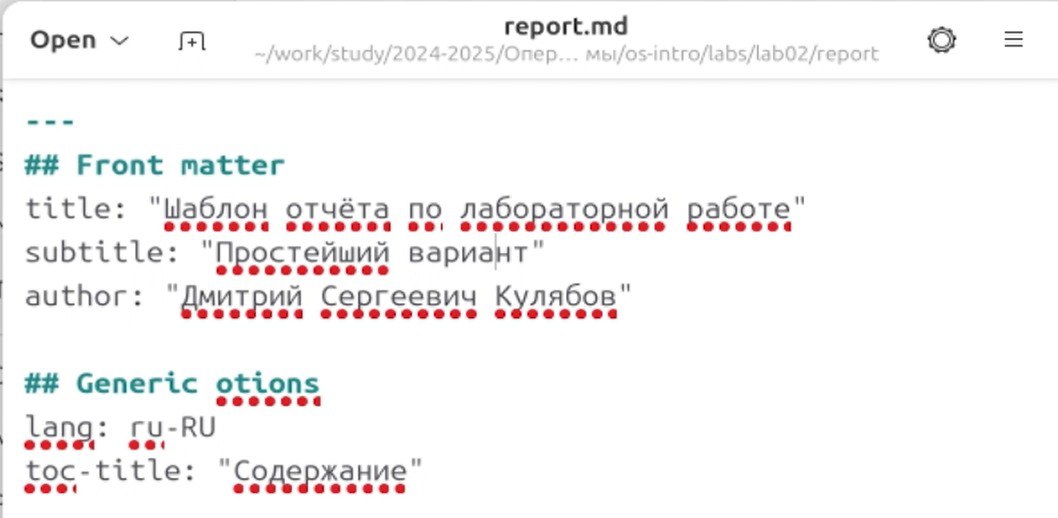 Open
report.md
~/work/study/2024-2025/Опер... мы/os-intro/labs/lab02/report
---
## Front matter
title: "Шаблон отчёта по лабораторной работе"
subtitle: "Простейший вариант"
author: "Дмитрий Сергеевич Кулябов"
## Generic otions
lang: ru-RU
toc-title: "Содержание"